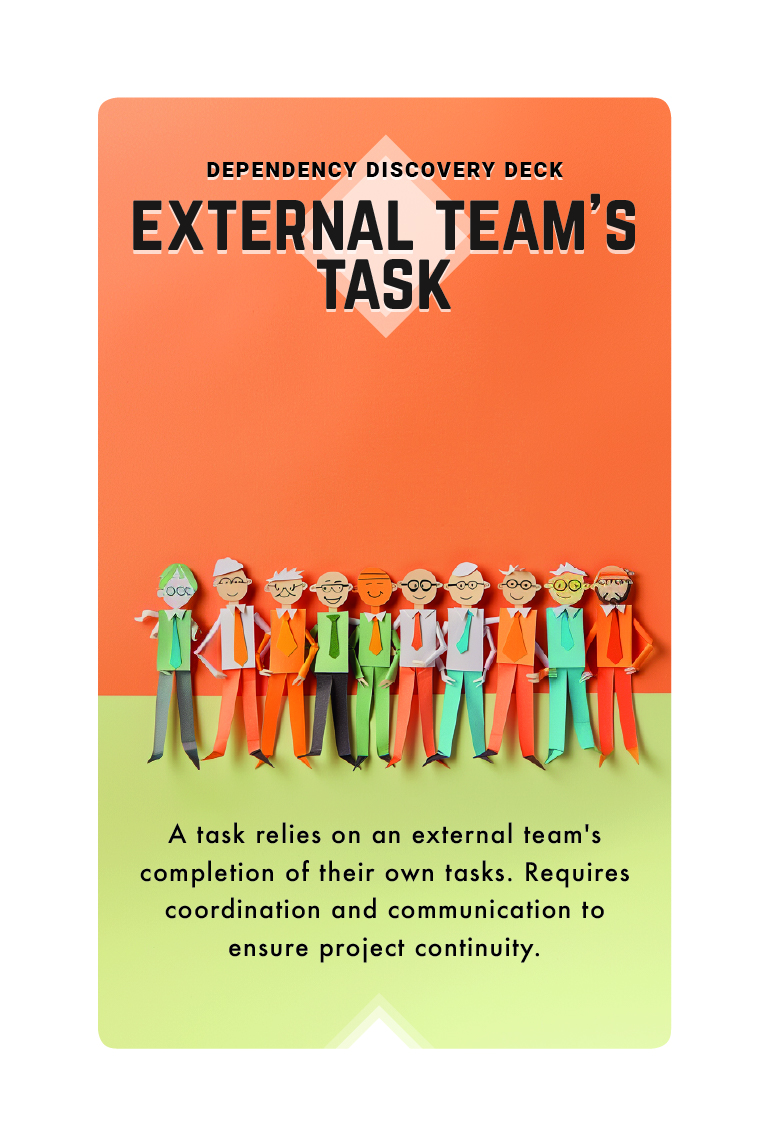 DEPENDENCY DISCOVERY DECK
EXTERNAL TEAM'S
TASK
A task relies on an external team's
completion of their own tasks. Requires
coordination and communication to
ensure project continuity.